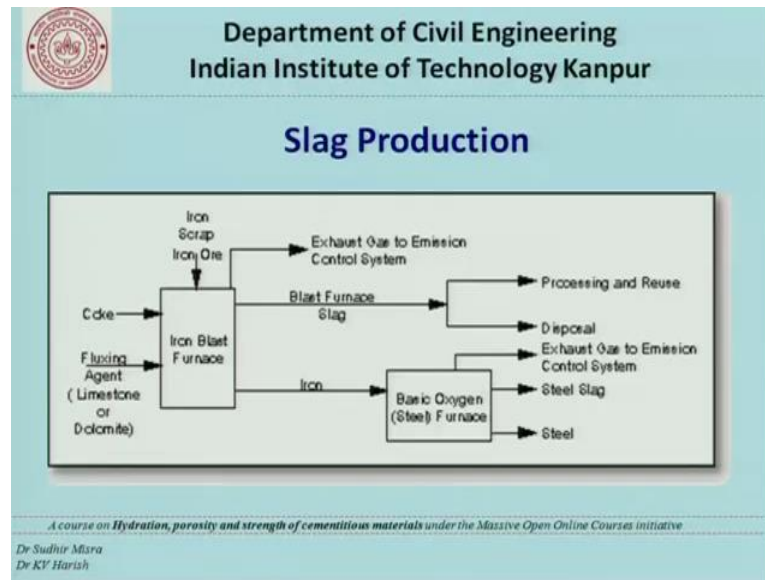 Department of Civil Engineering
Indian Institute of Technology Kanpur
Slag Production
Iron
Scrap
Iron Ore
Exhaust Gas to Emission
Control System
Coke
Fluxing
Agent
( Limestone
or
Dolomite)
Iron Blast
Furnace
Blast Furnace
Slag
Processing and Reuse
Disposal
Iron
Basic Oxygen
(Steel) Furnace
Exhaust Gas to Emission
Control System
Steel Slag
Steel
A course on Hydration, porosity and strength of cementitious materials under the Massive Open Online Courses initiative
Dr Sudhir Misra
Dr KV Harish